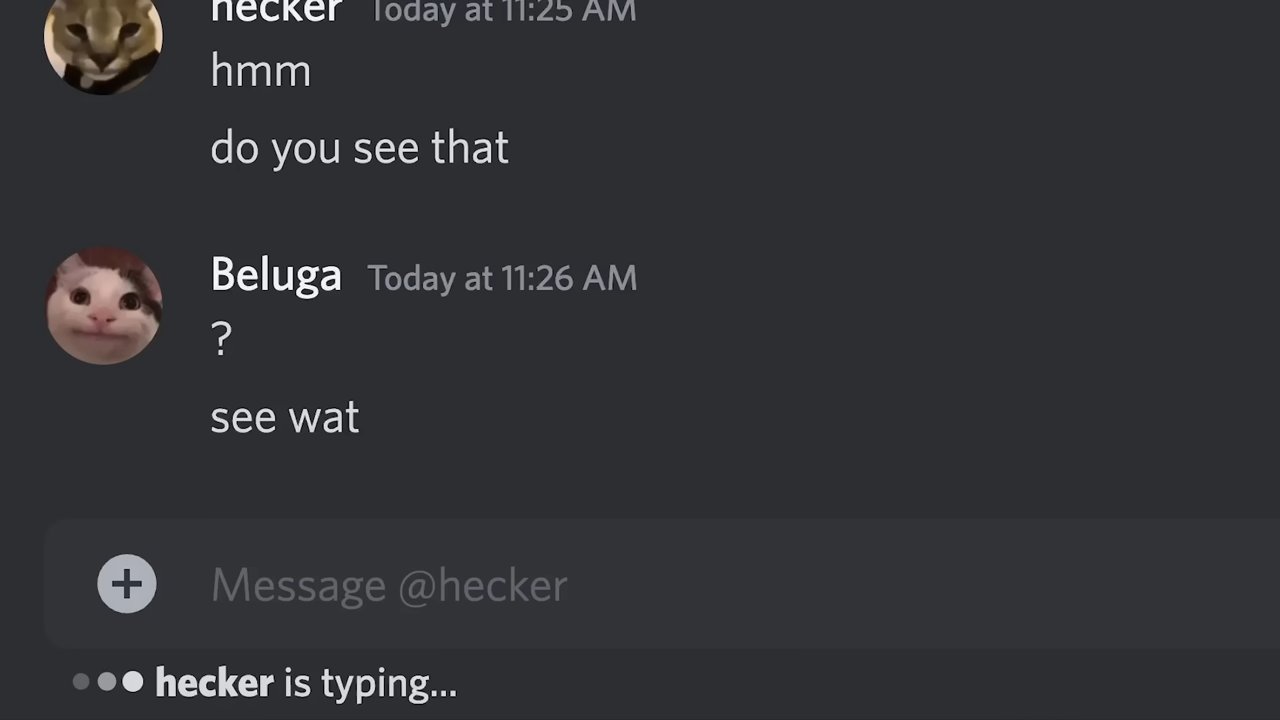 hecker Today at 11:25 AM
hmm
do you see that
Beluga Today at 11:26 AM
?
see wat
Message @hecker
hecker is typing...